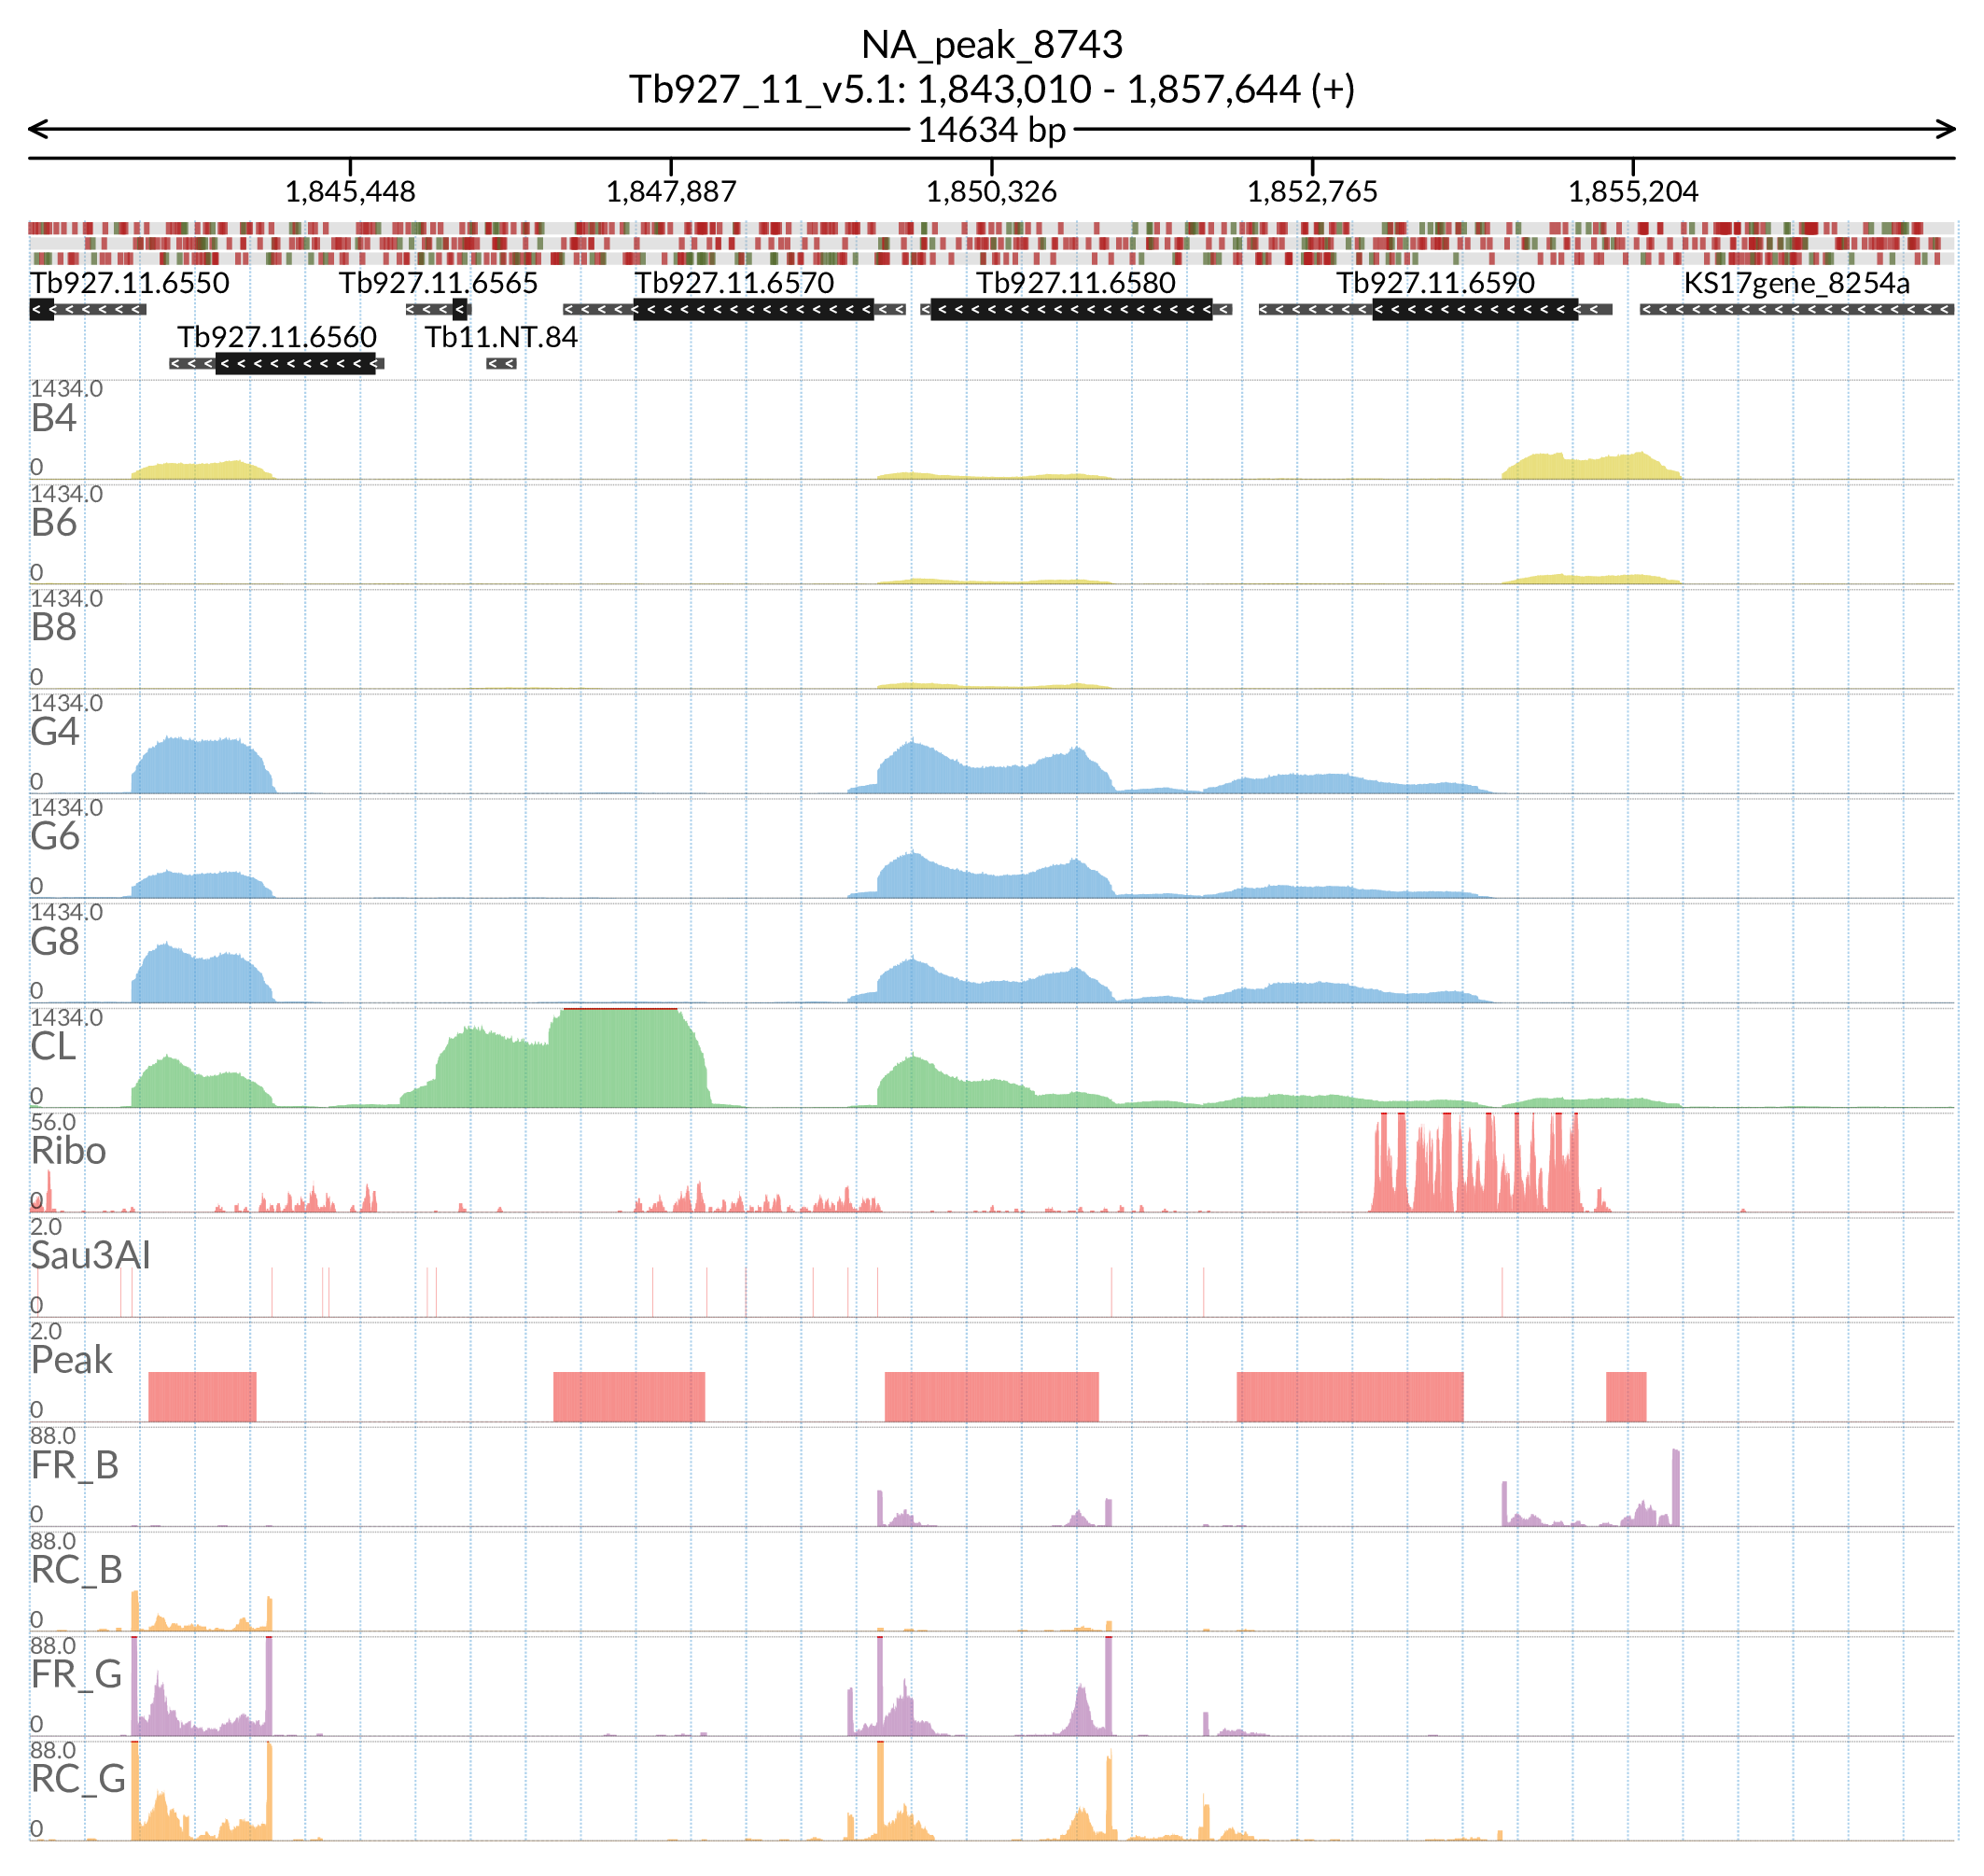 NA_peak_8743
Tb927_11_v5.1: 1,843,010 - 1,857,644 (+)
14634 bp
1,845,448 1,847,887 1,850,326 1,852,765 1,855,204
Tb927.11.6550 Tb927.11.6565 Tb927.11.6570 Tb927.11.6580 Tb927.11.6590 KS17gene_8254a
Tb927.11.6560 Tb11.NT.84
1434.0
B4
0
1434.0
B6
0
1434.0
B8
0
1434.0
G4
0
1434.0
G6
0
1434.0
G8
0
1434.0
CL
0
56.0
Ribo
0
2.0
Sau3AI
0
2.0
Peak
0
88.0
FR_B
0
88.0
RC_B
0
88.0
FR_G
0
88.0
RC_G
0